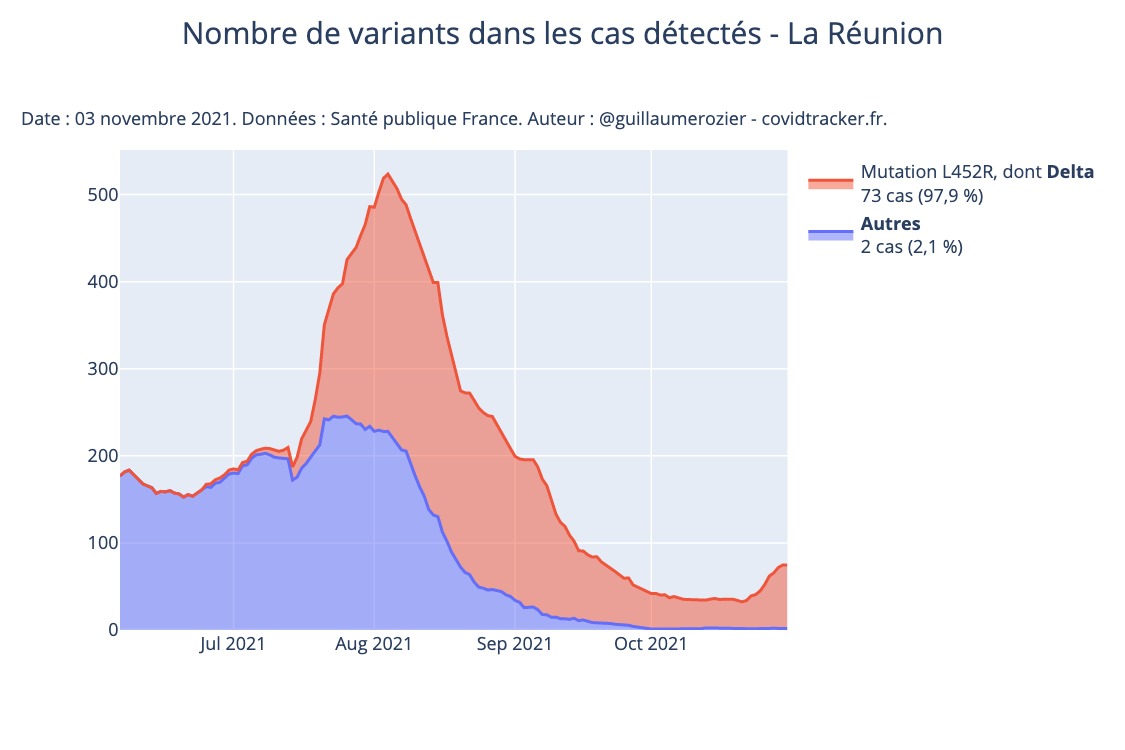 Nombre de variants dans les cas détectés - La Réunion
Date : 03 novembre 2021. Données : Santé publique France. Auteur : @guillaumerozier - covidtracker.fr.
Mutation L452R, dont Delta
73 cas (97,9 %)
Autres
2 cas (2,1 %)
500
400
300
200
100
0
Jul 2021
Aug 2021
Sep 2021
Oct 2021